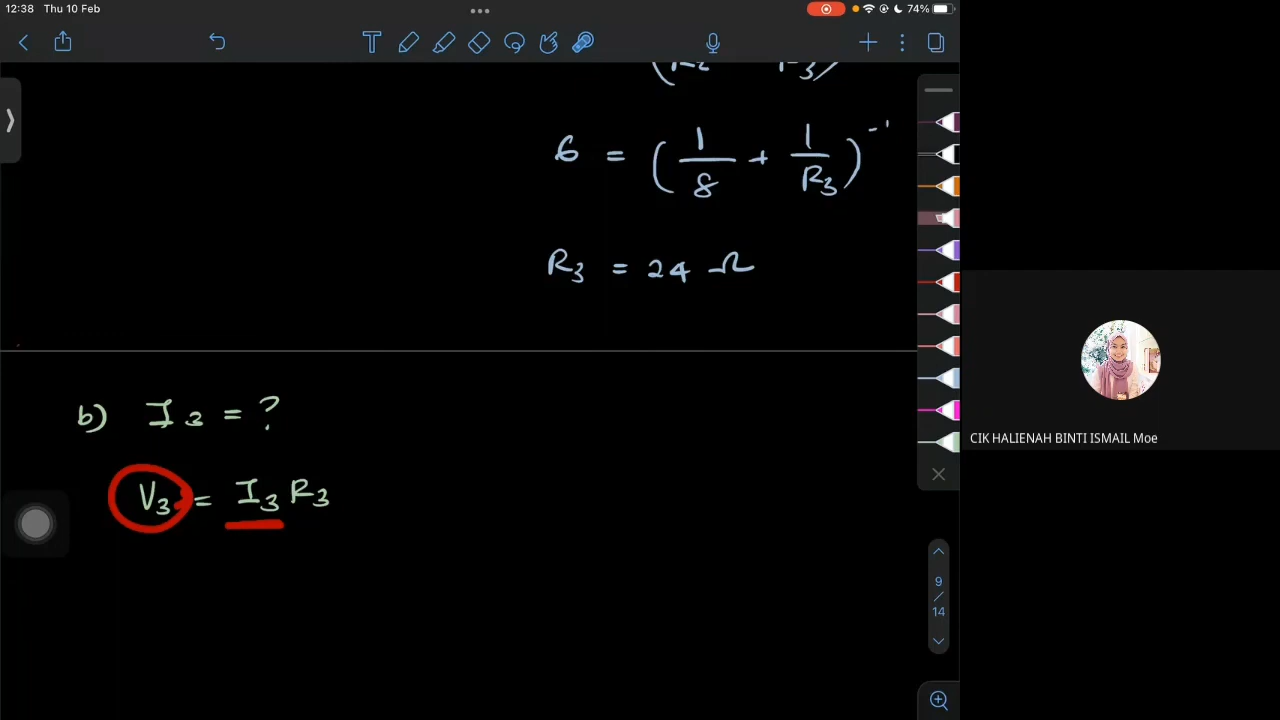 12:38 Thu 10 Feb 74%
6 = (1/8 + 1/R₃)⁻¹
R₃ = 24 Ω
b) I₃ = ?
V₃ = I₃ R₃
CIK HALIENAH BINTI ISMAIL Moe
9
/
14